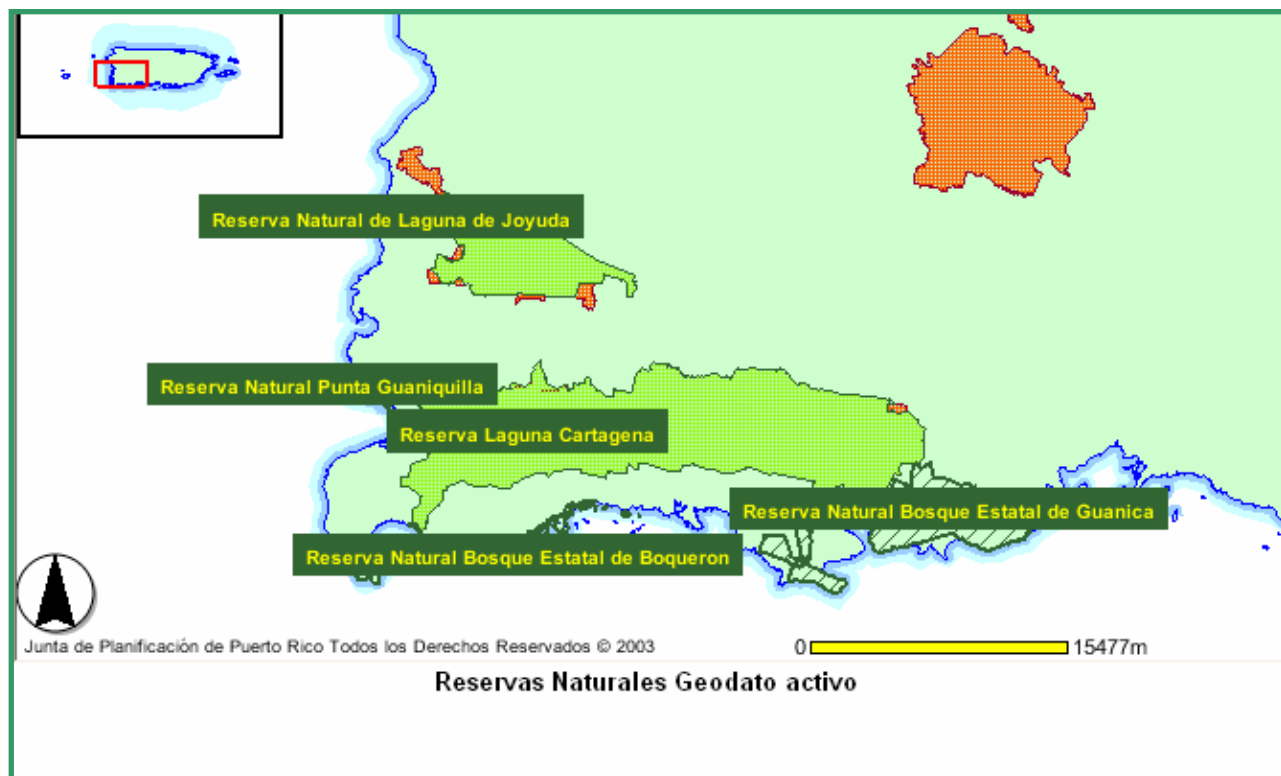 Reserva Natural de Laguna de Joyuda
Reserva Natural Punta Guaniquilla
Reserva Laguna Cartagena
Reserva Natural Bosque Estatal de Guanica
Reserva Natural Bosque Estatal de Boqueron
Junta de Planificación de Puerto Rico Todos los Derechos Reservados © 2003
0 15477m
Reservas Naturales Geodato activo